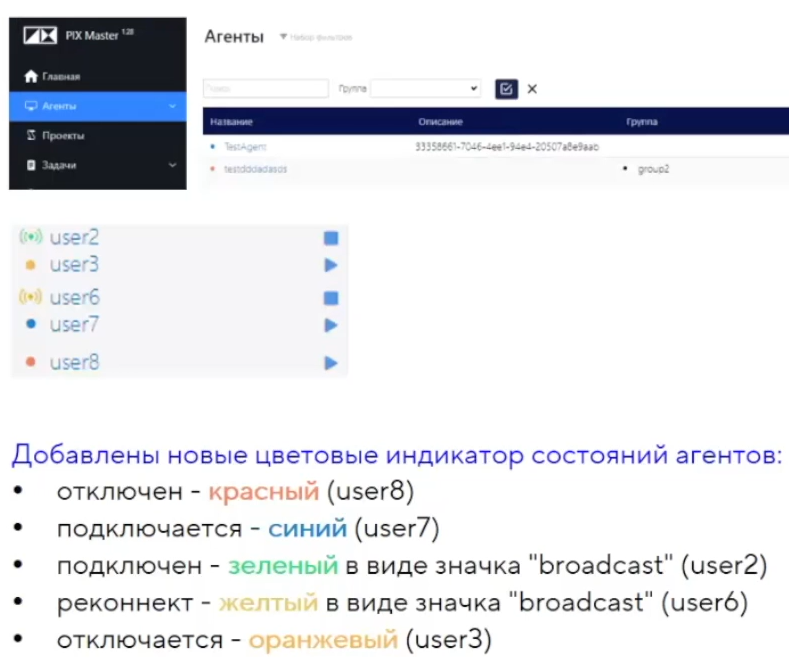 PIX Master 1.28
Агенты
Набор фильтров
Главная
Поиск
Группа
Агенты
Название
Описание
Группа
Проекты
TestAgent
33358661-7046-4ee1-94e4-20507a8e9aab
Задачи
testdddadasds
group2
user2
user3
user6
user7
user8
Добавлены новые цветовые индикатор состояний агентов:
• отключен - красный (user8)
• подключается - синий (user7)
• подключен - зеленый в виде значка "broadcast" (user2)
• реконнект - желтый в виде значка "broadcast" (user6)
• отключается - оранжевый (user3)